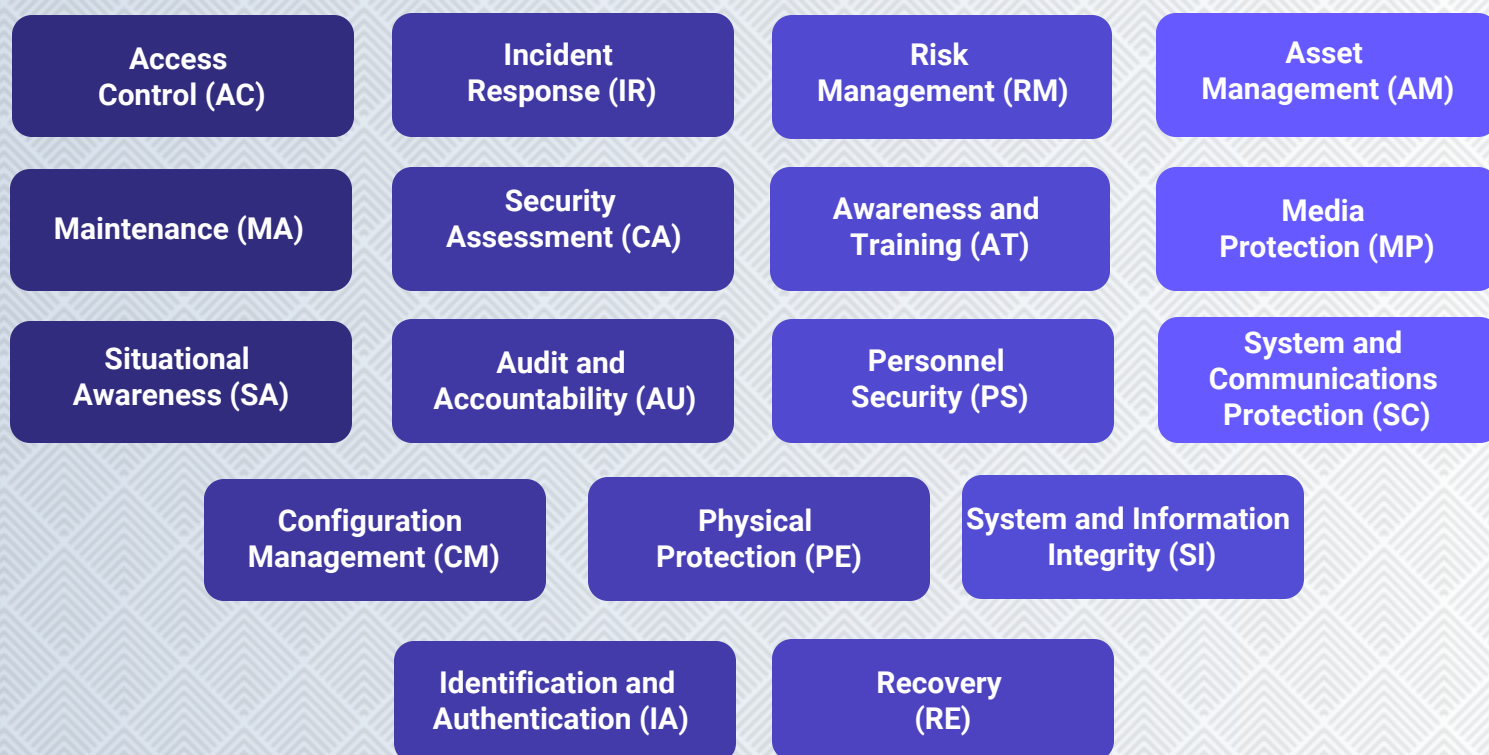 Access
Control (AC)
Incident
Response (IR)
Risk
Management (RM)
Asset
Management (AM)
Maintenance (MA)
Security
Assessment (CA)
Awareness and
Training (AT)
Media
Protection (MP)
Situational
Awareness (SA)
Audit and
Accountability (AU)
Personnel
Security (PS)
System and
Communications
Protection (SC)
Configuration
Management (CM)
Physical
Protection (PE)
System and Information
Integrity (SI)
Identification and
Authentication (IA)
Recovery
(RE)